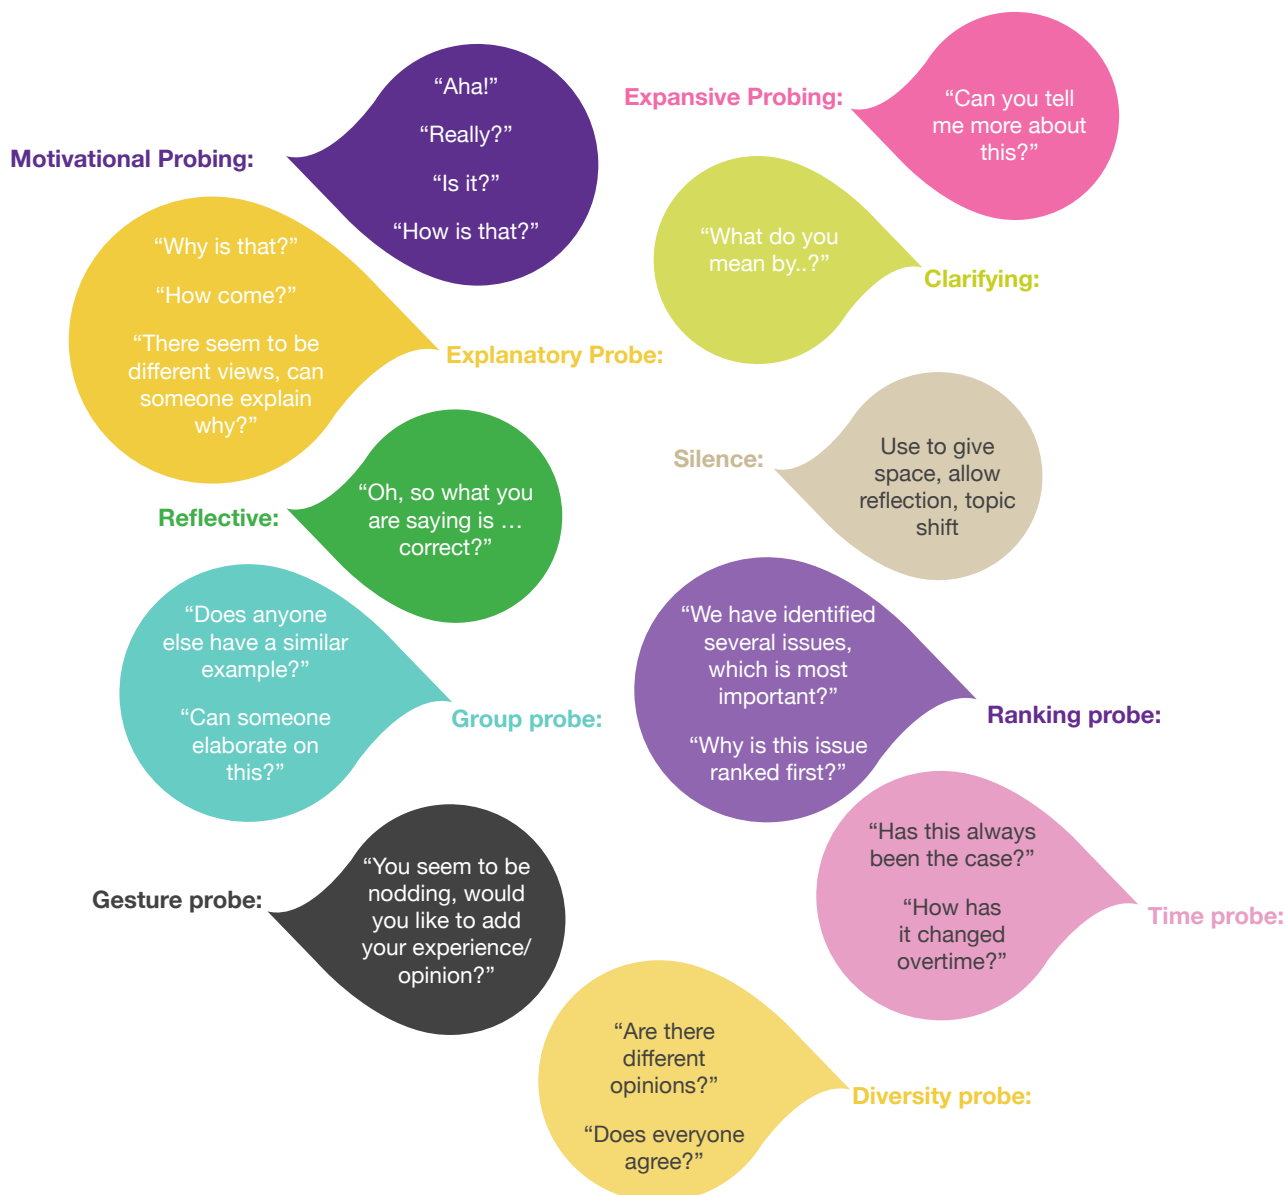 Motivational Probing:
“Aha!”
“Really?”
“Is it?”
“How is that?”
Expansive Probing:
“Can you tell
me more about
this?”
“Why is that?”
“How come?”
“There seem to be
different views, can
someone explain
why?”
Explanatory Probe:
“What do you
mean by..?”
Clarifying:
Reflective:
“Oh, so what you
are saying is …
correct?”
Silence:
Use to give
space, allow
reflection, topic
shift
“Does anyone
else have a similar
example?”
“Can someone
elaborate on
this?”
Group probe:
“We have identified
several issues,
which is most
important?”
“Why is this issue
ranked first?”
Ranking probe:
Gesture probe:
“You seem to be
nodding, would
you like to add
your experience/
opinion?”
“Has this always
been the case?”
“How has
it changed
overtime?”
Time probe:
“Are there
different
opinions?”
“Does everyone
agree?”
Diversity probe: